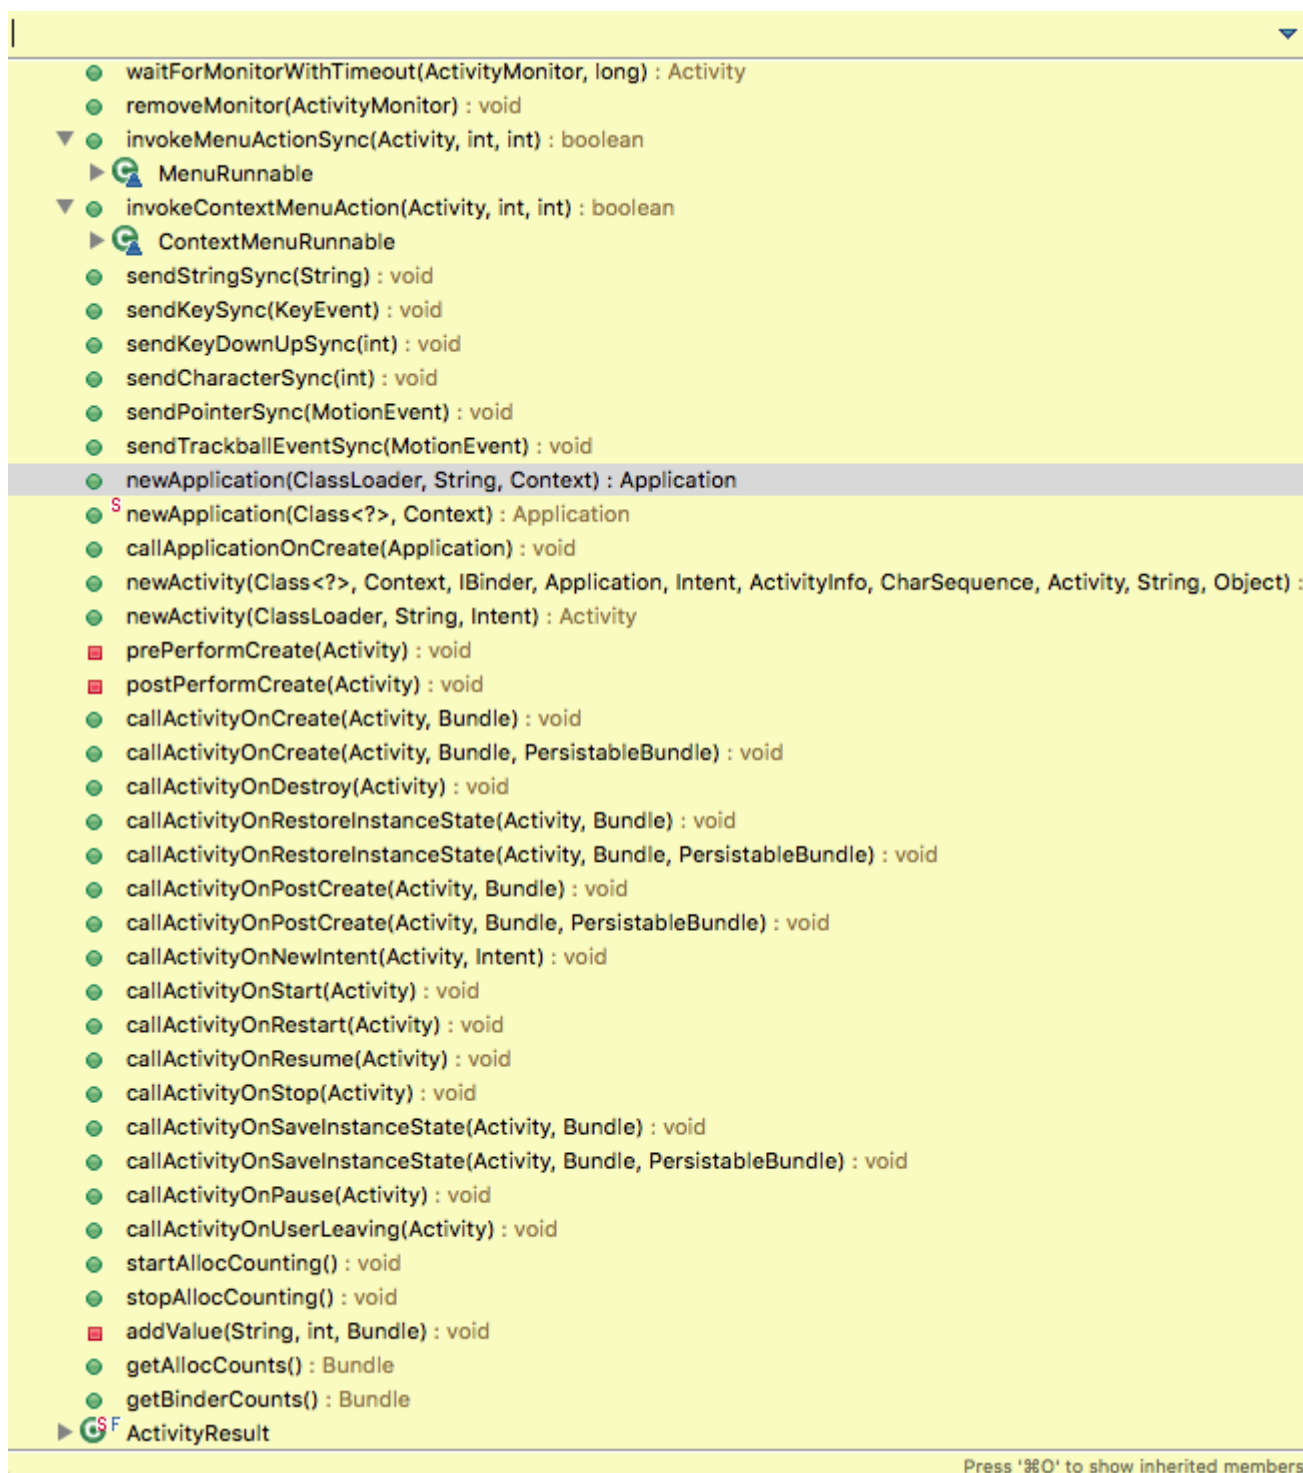 waitForMonitorWithTimeout(ActivityMonitor, long) : Activity
removeMonitor(ActivityMonitor) : void
invokeMenuActionSync(Activity, int, int) : boolean
MenuRunnable
invokeContextMenuAction(Activity, int, int) : boolean
ContextMenuRunnable
sendStringSync(String) : void
sendKeySync(KeyEvent) : void
sendKeyDownUpSync(int) : void
sendCharacterSync(int) : void
sendPointerSync(MotionEvent) : void
sendTrackballEventSync(MotionEvent) : void
newApplication(ClassLoader, String, Context) : Application
S newApplication(Class<?>, Context) : Application
callApplicationOnCreate(Application) : void
newActivity(Class<?>, Context, IBinder, Application, Intent, ActivityInfo, CharSequence, Activity, String, Object) :
newActivity(ClassLoader, String, Intent) : Activity
prePerformCreate(Activity) : void
postPerformCreate(Activity) : void
callActivityOnCreate(Activity, Bundle) : void
callActivityOnCreate(Activity, Bundle, PersistableBundle) : void
callActivityOnDestroy(Activity) : void
callActivityOnRestoreInstanceState(Activity, Bundle) : void
callActivityOnRestoreInstanceState(Activity, Bundle, PersistableBundle) : void
callActivityOnPostCreate(Activity, Bundle) : void
callActivityOnPostCreate(Activity, Bundle, PersistableBundle) : void
callActivityOnNewIntent(Activity, Intent) : void
callActivityOnStart(Activity) : void
callActivityOnRestart(Activity) : void
callActivityOnResume(Activity) : void
callActivityOnStop(Activity) : void
callActivityOnSaveInstanceState(Activity, Bundle) : void
callActivityOnSaveInstanceState(Activity, Bundle, PersistableBundle) : void
callActivityOnPause(Activity) : void
callActivityOnUserLeaving(Activity) : void
startAllocCounting() : void
stopAllocCounting() : void
addValue(String, int, Bundle) : void
getAllocCounts() : Bundle
getBinderCounts() : Bundle
S F ActivityResult
Press '⌘O' to show inherited members